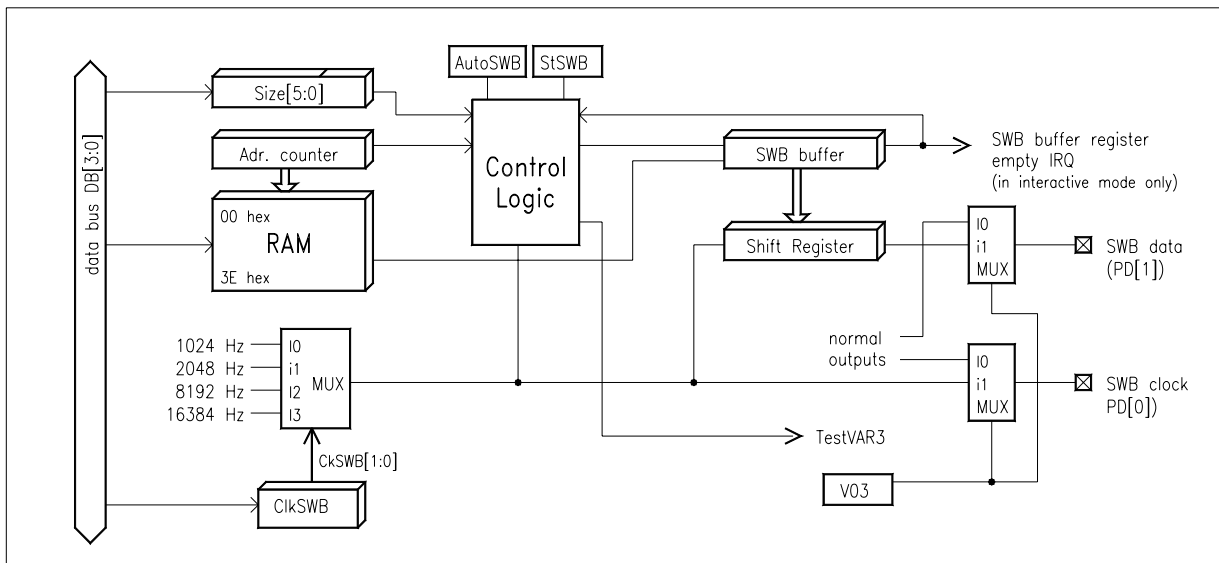 AutoSWB
StSWB
data bus DB[3:0]
Size[5:0]
Adr. counter
00 hex
RAM
3E hex
Control
Logic
SWB buffer
Shift Register
SWB buffer register
empty IRQ
(in interactive mode only)
I0
i1
MUX
SWB data
(PD[1])
normal
outputs
I0
i1
MUX
SWB clock
PD[0])
1024 Hz
2048 Hz
8192 Hz
16384 Hz
I0
i1
I2
I3
MUX
CkSWB[1:0]
ClkSWB
TestVAR3
V03